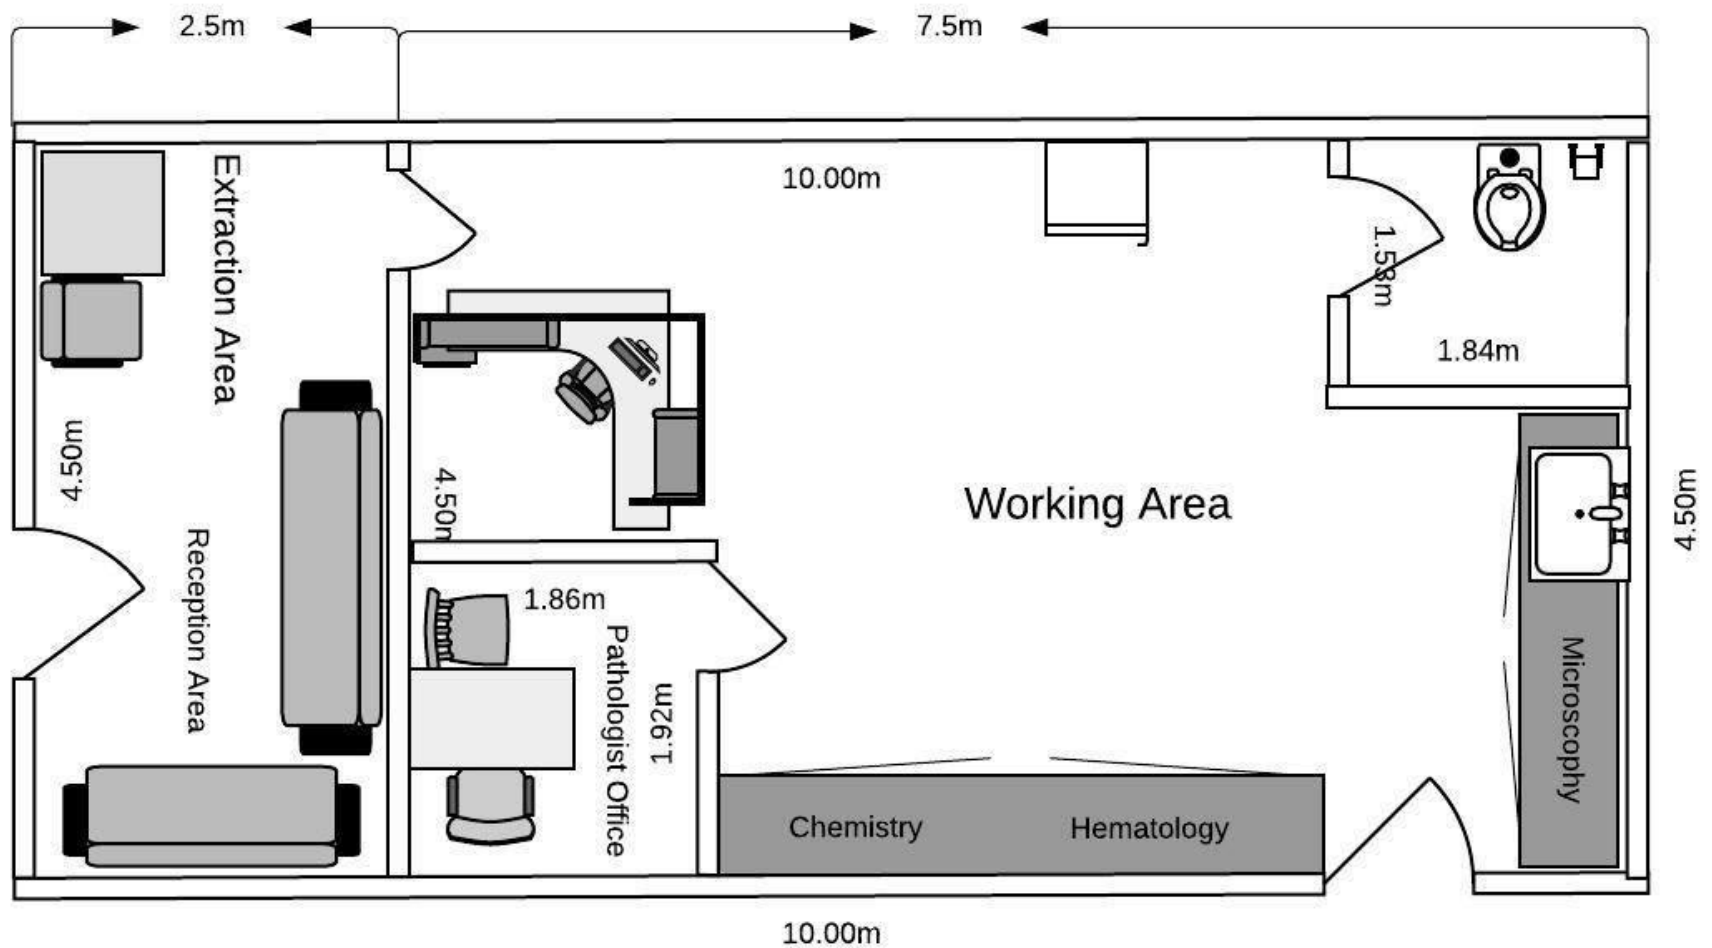 2.5m
7.5m
10.00m
Extraction Area
1.53m
1.84m
4.50m
4.50m
Working Area
4.50m
Reception Area
1.86m
Pathologist Office
1.92m
Microscopy
Chemistry
Hematology
10.00m